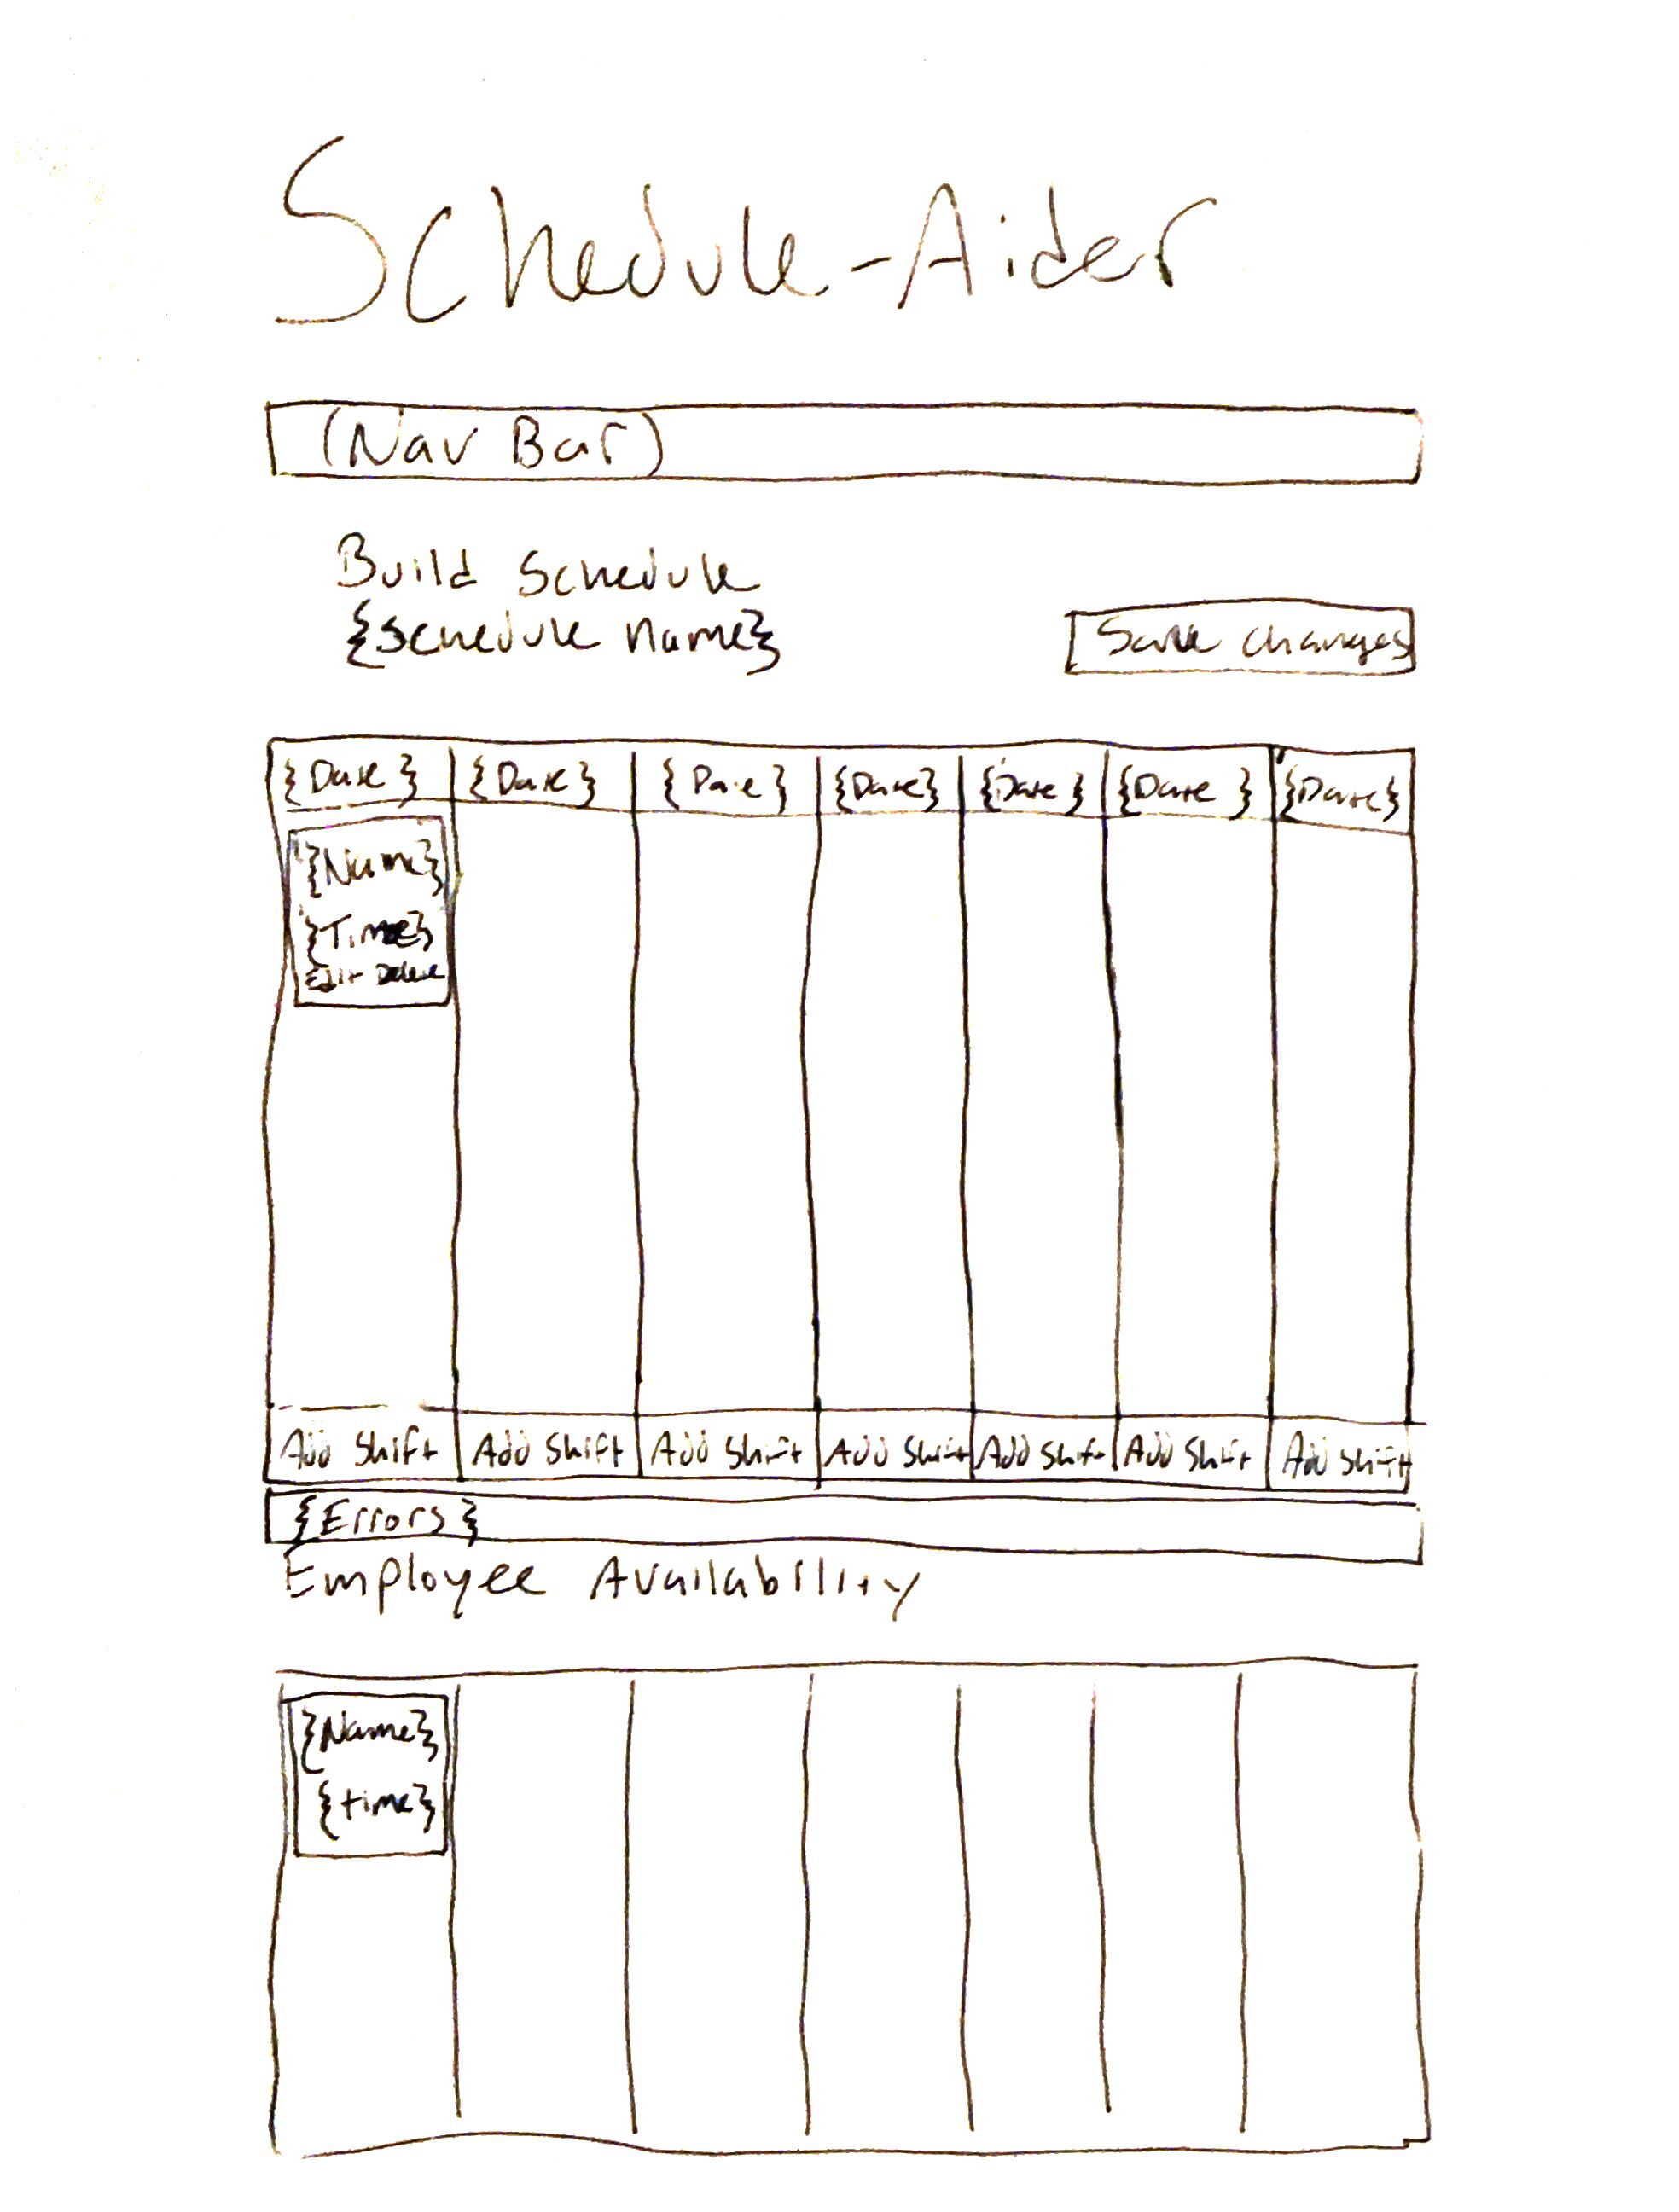 Schedule-Aider
(Nav Bar)
Build Schedule
{Schedule Name}
Save changes
{Date} {Date} {Date} {Date} {Date} {Date} {Date}
{Name}
{Time}
Edit Delete
Add Shift Add Shift Add Shift Add Shift Add Shift Add Shift Add Shift
{Errors}
Employee Availability
{Name}
{time}